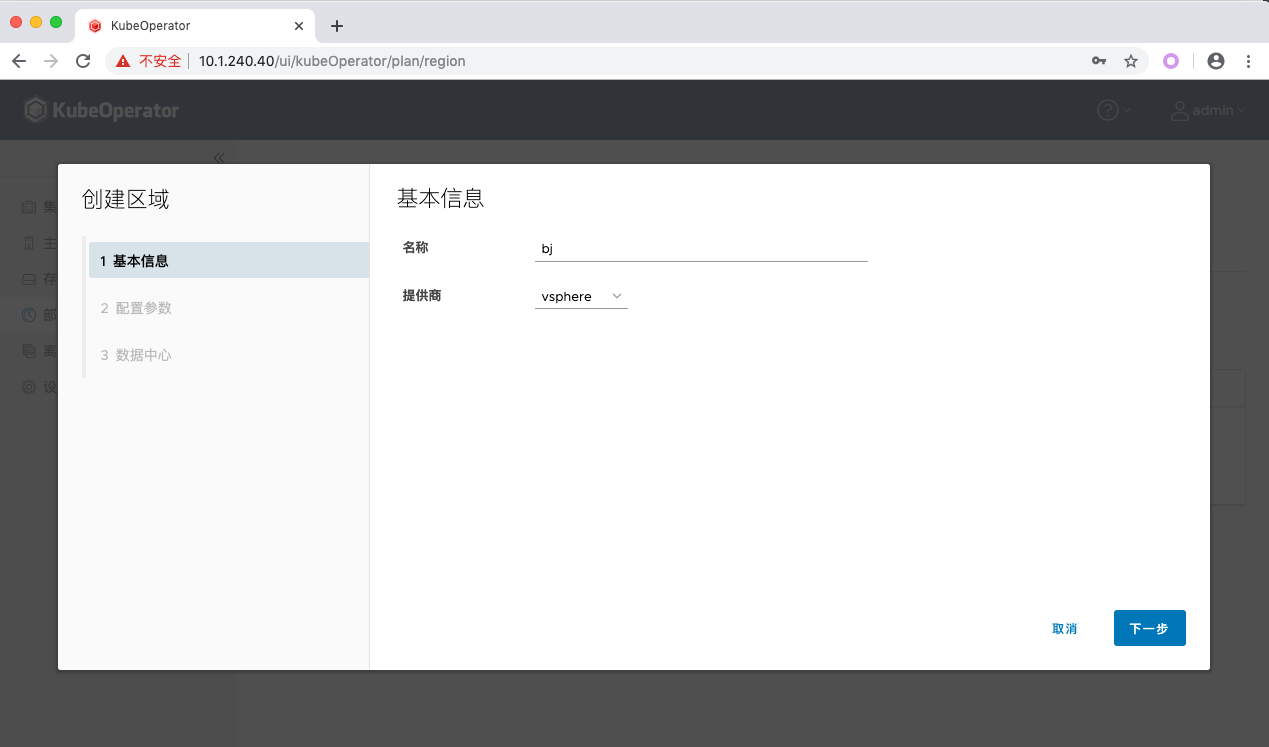 KubeOperator
不安全 10.1.240.40/ui/kubeOperator/plan/region
KubeOperator
admin
集
主
存
部
离
设
创建区域
1 基本信息
2 配置参数
3 数据中心
基本信息
名称 bj
提供商 vsphere
取消 下一步